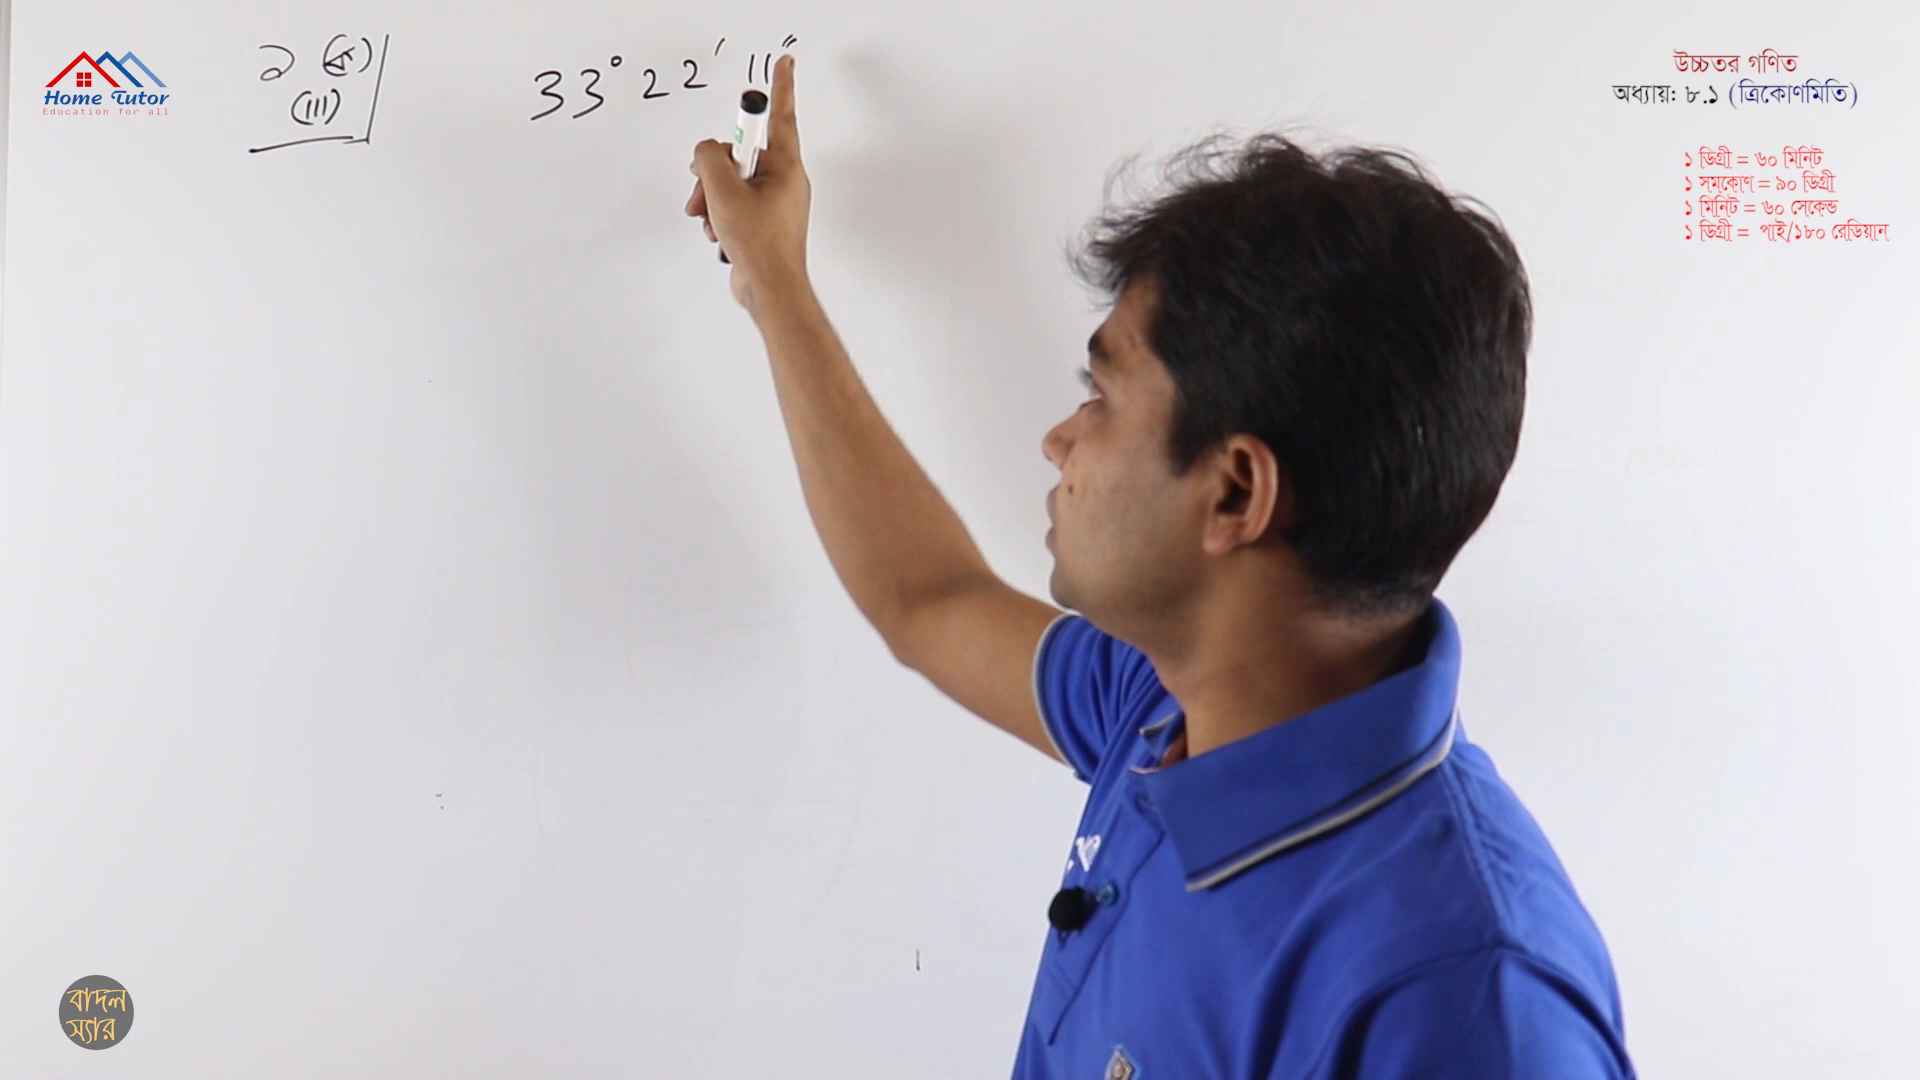 Home Tutor
Education for all
১ (ক)
(III)
33° 22′ 11″
উচ্চতর গণিত
অধ্যায়: ৮.১ (ত্রিকোণমিতি)
১ ডিগ্রী = ৬০ মিনিট
১ সমকোণ = ৯০ ডিগ্রী
১ মিনিট = ৬০ সেকেন্ড
১ ডিগ্রী = পাই/১৮০ রেডিয়ান
বাদল
স্যার